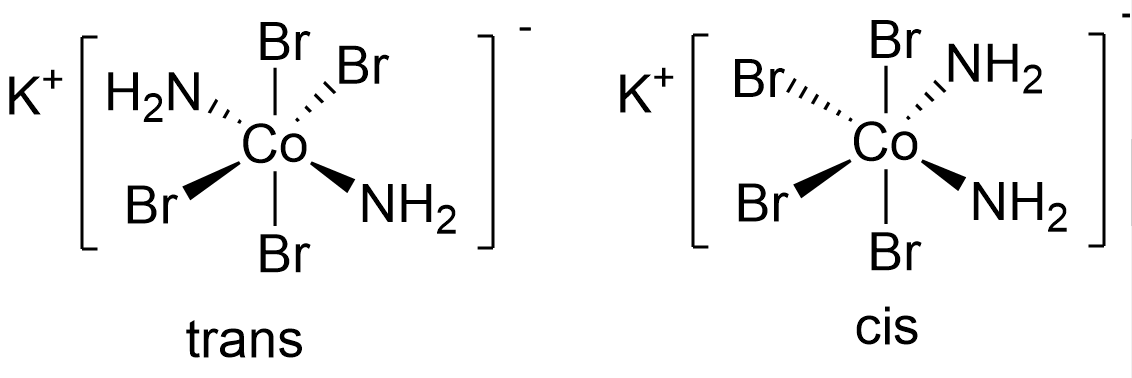 K+ [ H2N Br Br Co Br Br NH2 ] -
trans
K+ [ Br Br NH2 Co Br Br NH2 ] -
cis